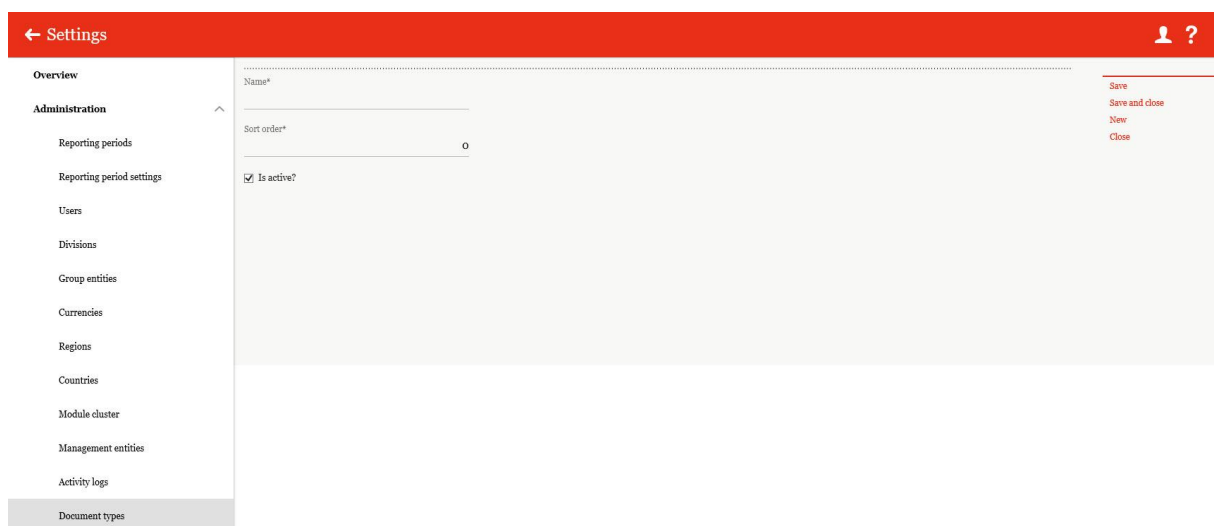 ← Settings
?
Overview
Administration
Reporting periods
Reporting period settings
Users
Divisions
Group entities
Currencies
Regions
Countries
Module cluster
Management entities
Activity logs
Document types
Name*
Sort order*
0
Is active?
Save
Save and close
New
Close